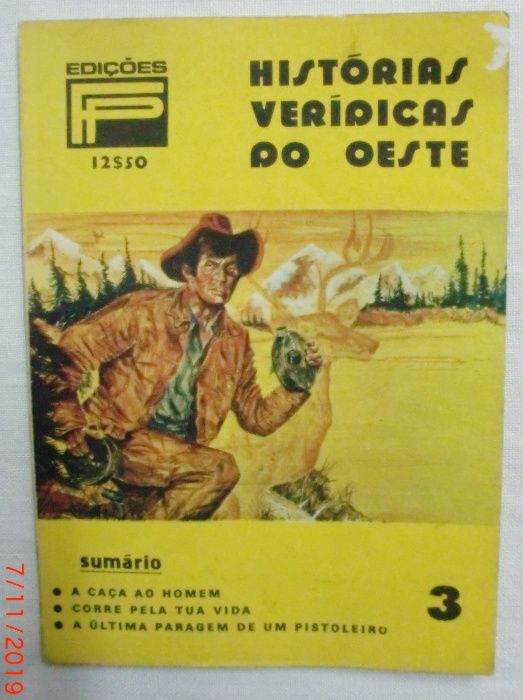 EDIÇÕES
FP
12$50
HISTÓRIAS
VERÍDICAS
DO OESTE
sumário
• A CAÇA AO HOMEM
• CORRE PELA TUA VIDA
• A ÚLTIMA PARAGEM DE UM PISTOLEIRO
3
7/11/2019